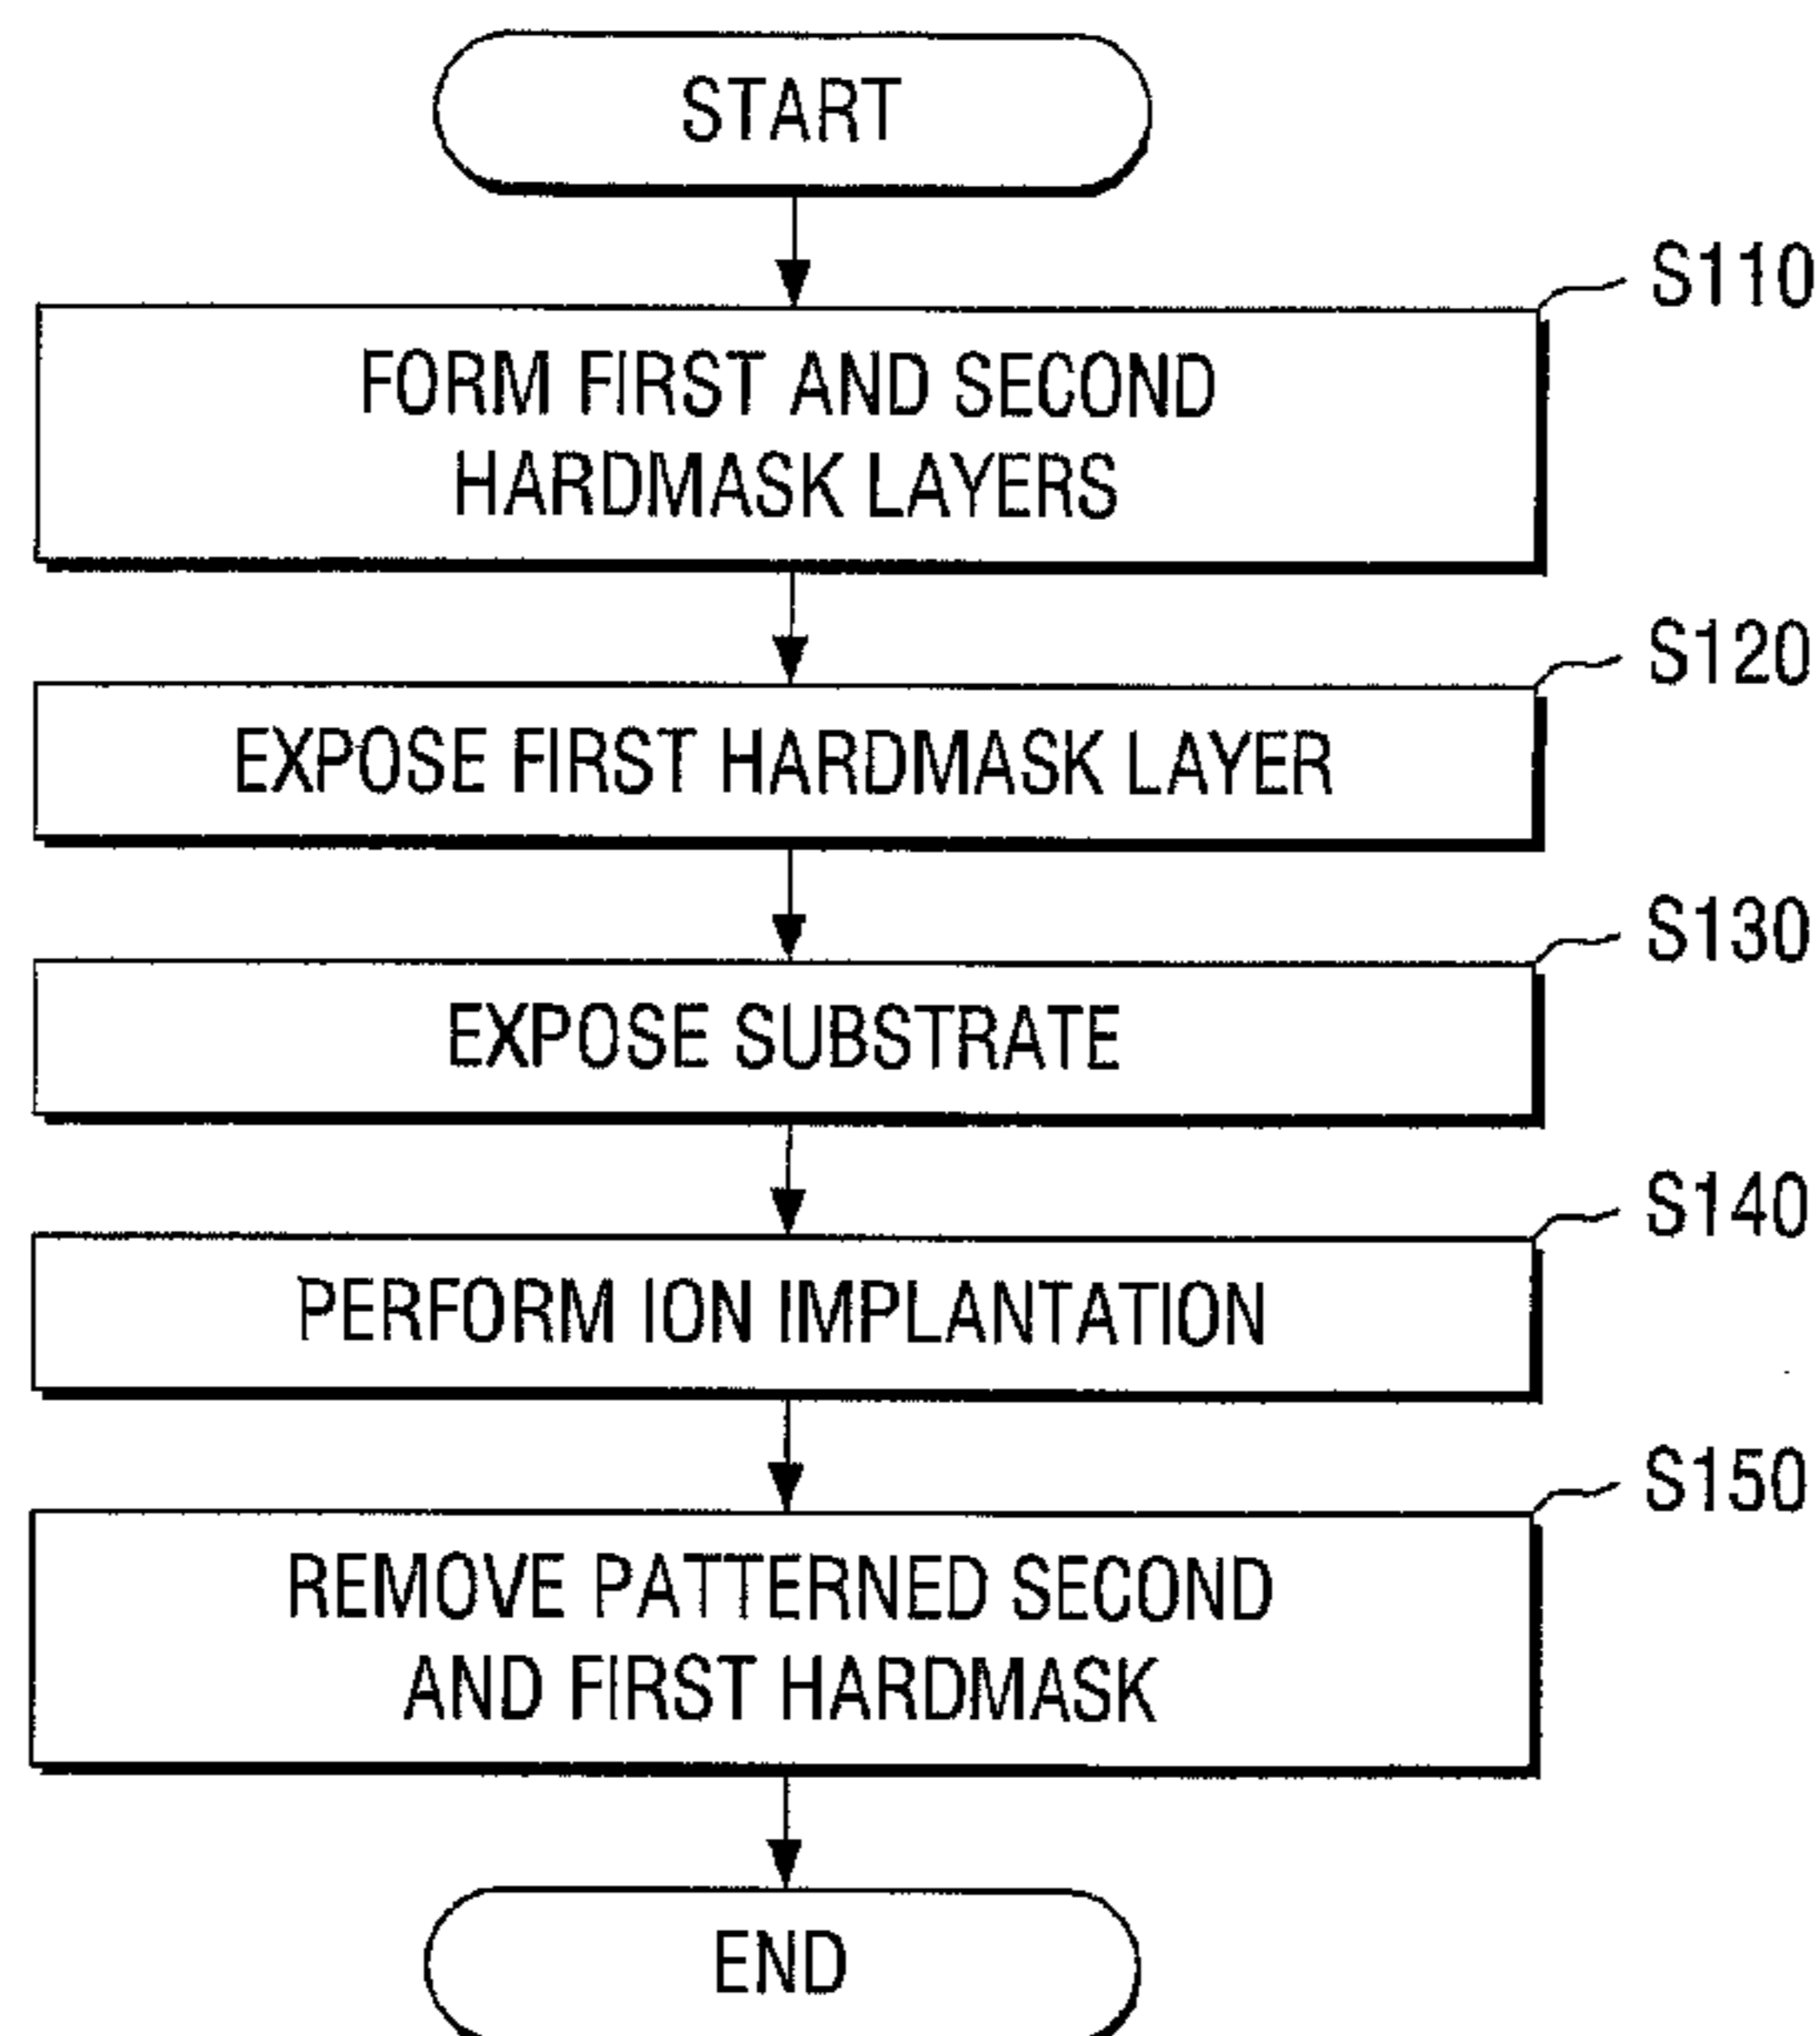 START
S110
FORM FIRST AND SECOND
HARDMASK LAYERS
S120
EXPOSE FIRST HARDMASK LAYER
S130
EXPOSE SUBSTRATE
S140
PERFORM ION IMPLANTATION
S150
REMOVE PATTERNED SECOND
AND FIRST HARDMASK
END